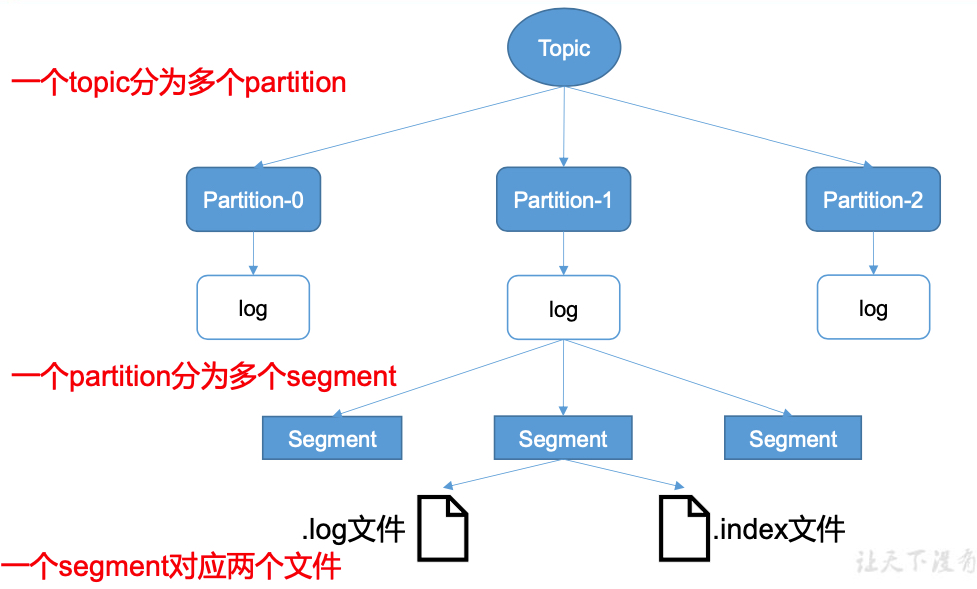 Topic
一个topic分为多个partition
Partition-0 Partition-1 Partition-2
log log log
一个partition分为多个segment
Segment Segment Segment
.log文件 .index文件
一个segment对应两个文件
让天下没有